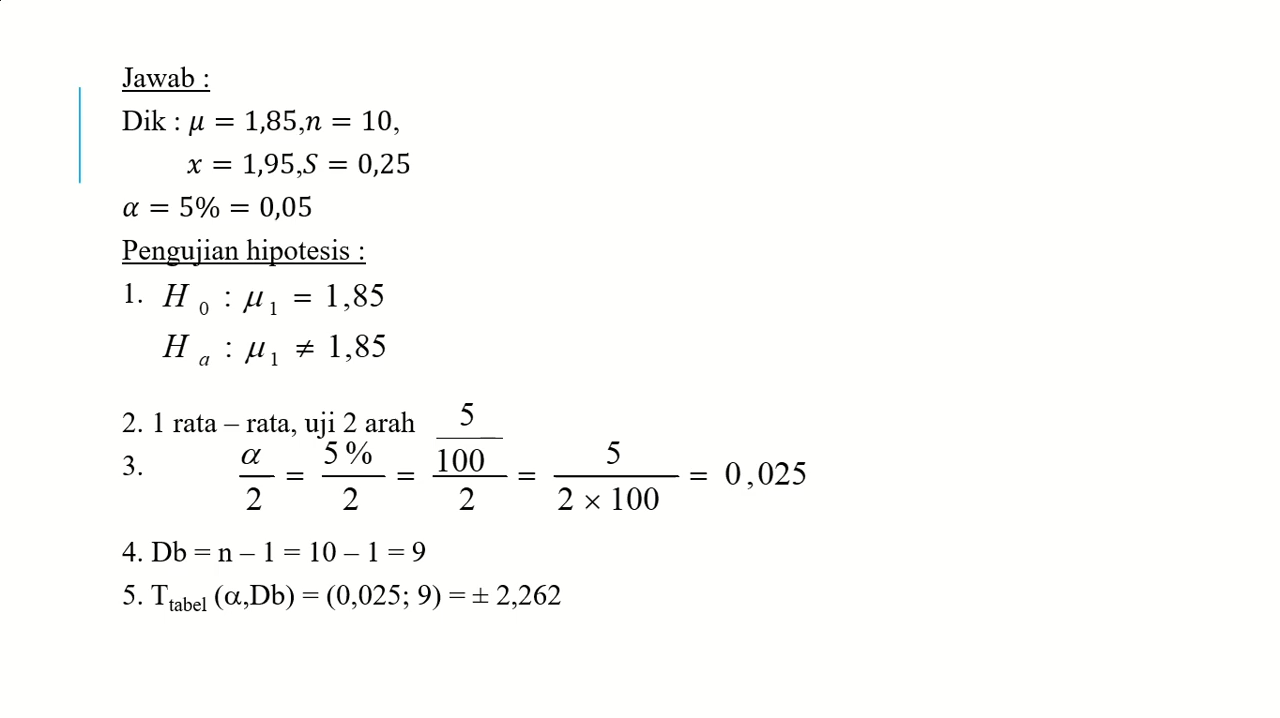 Jawab :
Dik : μ = 1,85,n = 10,
x = 1,95,S = 0,25
α = 5% = 0,05
Pengujian hipotesis :
1. H 0 : μ 1 = 1,85
H a : μ 1 ≠ 1,85
2. 1 rata – rata, uji 2 arah
3. α/2 = 5%/2 = (5/100)/2 = 5/(2 × 100) = 0,025
4. Db = n – 1 = 10 – 1 = 9
5. Ttabel (α,Db) = (0,025; 9) = ± 2,262